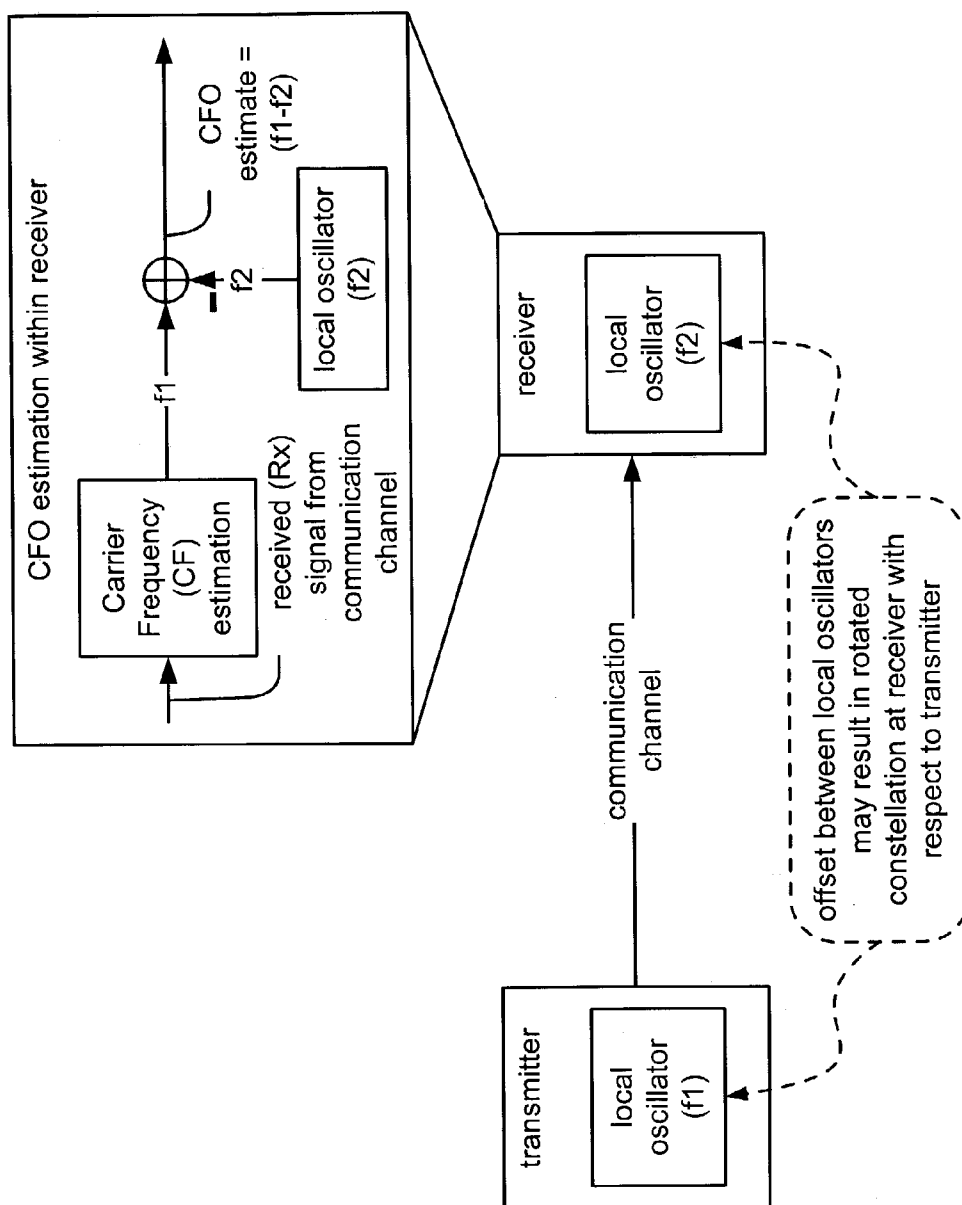 CFO estimation within receiver
Carrier
Frequency
(CF)
estimation
f1
f2
CFO
estimate =
(f1-f2)
local oscillator
(f2)
received (Rx)
signal from
communication
channel
transmitter
local
oscillator
(f1)
communication
channel
receiver
local
oscillator
(f2)
offset between local oscillators
may result in rotated
constellation at receiver with
respect to transmitter